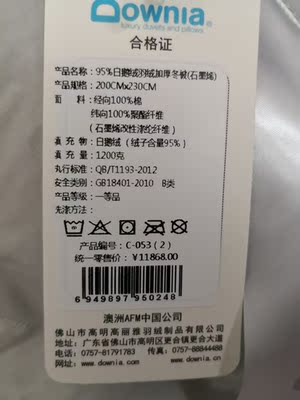 Downia
luxury duvets and pillows
合格证
产品名称：95%白鹅绒羽绒加厚冬被(石墨烯)
产品规格：200CMx230CM
面　　料：经向100%棉
纬向100%聚酯纤维
（石墨烯改性涤纶纤维）
填 充 物：白鹅绒（绒子含量95%）
填 充 量：1200克
执行标准：QB/T1193-2012
安全类别：GB18401-2010 B类
产品等级：一等品
洗涤方法：
产品编号：C-053（2）
统一零售价：￥11868.00
6 949897 960248
澳洲AFM中国公司
佛山市高明高丽雅羽绒制品有限公司
地址：广东省佛山市高明区更合镇更合大道
电话：0757-81791783 传真：0757-88844488
www.downia.com www.downia.cn